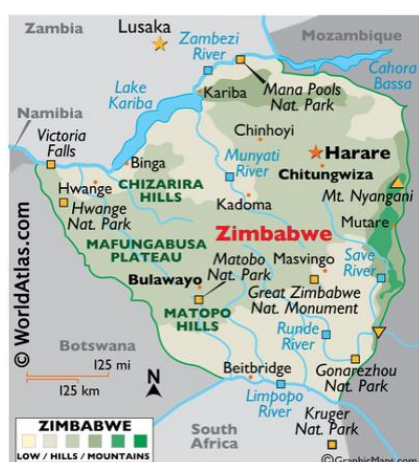 Zambia
Lusaka
Zambezi
River
Mozambique
Cahora
Bassa
Lake
Kariba
Kariba
Mana Pools
Nat. Park
Namibia
Victoria
Falls
Chinhoyi
Harare
Binga
Munyati
River
Chitungwiza
Hwange
CHIZARIRA
HILLS
Mt. Nyangani
Hwange
Nat. Park
Kadoma
Mutare
MAFUNGABUSA
PLATEAU
Zimbabwe
Matobo
Nat. Park
Masvingo
Save
River
Bulawayo
Great Zimbabwe
Nat. Monument
MATOPO
HILLS
Runde
River
Botswana
125 mi
125 km
N
Beitbridge
Gonarezhou
Nat. Park
Limpopo
River
Kruger
Nat. Park
South
Africa
ZIMBABWE
LOW / HILLS / MOUNTAINS
© WorldAtlas.com
©GraphicMaps.com